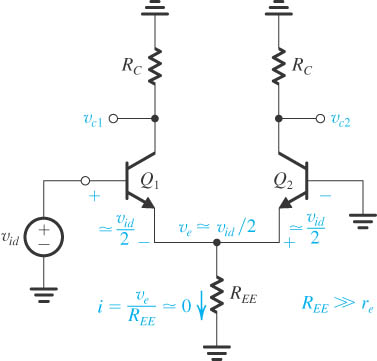 R_C R_C
v_c1 v_c2
Q_1 Q_2
+ −
v_id + − ≃ v_id/2 − v_e ≃ v_id/2 + ≃ v_id/2
i = v_e/R_EE ≃ 0 R_EE R_EE ≫ r_e